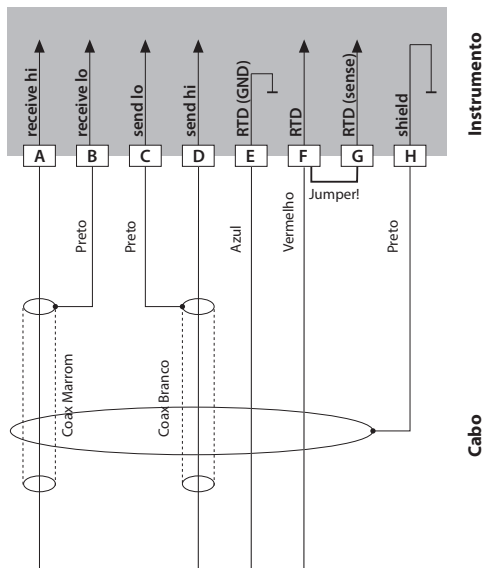 receive hi
receive lo
send lo
send hi
RTD (GND)
RTD
RTD (sense)
shield
Instrumento
A
B
C
D
E
F
G
H
Jumper!
Preto
Preto
Azul
Vermelho
Preto
Coax Marrom
Coax Branco
Cabo